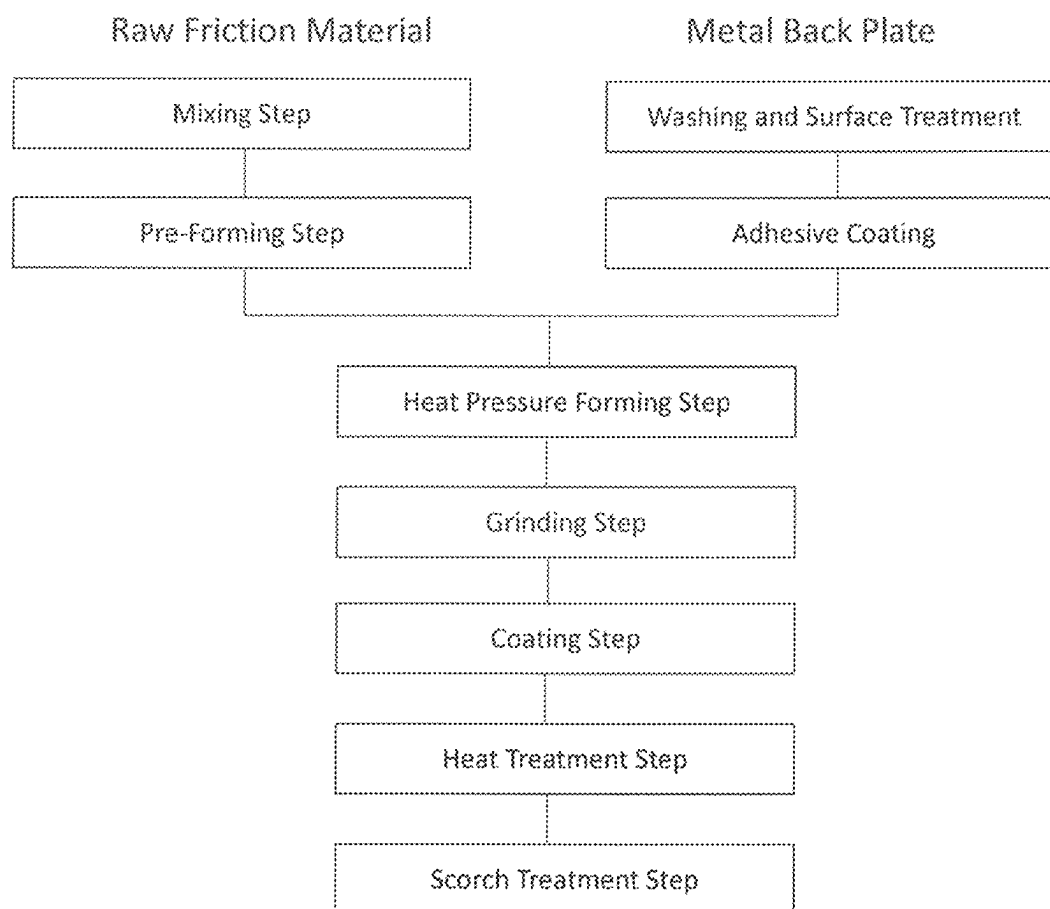 Raw Friction Material
Metal Back Plate
Mixing Step
Washing and Surface Treatment
Pre-Forming Step
Adhesive Coating
Heat Pressure Forming Step
Grinding Step
Coating Step
Heat Treatment Step
Scorch Treatment Step